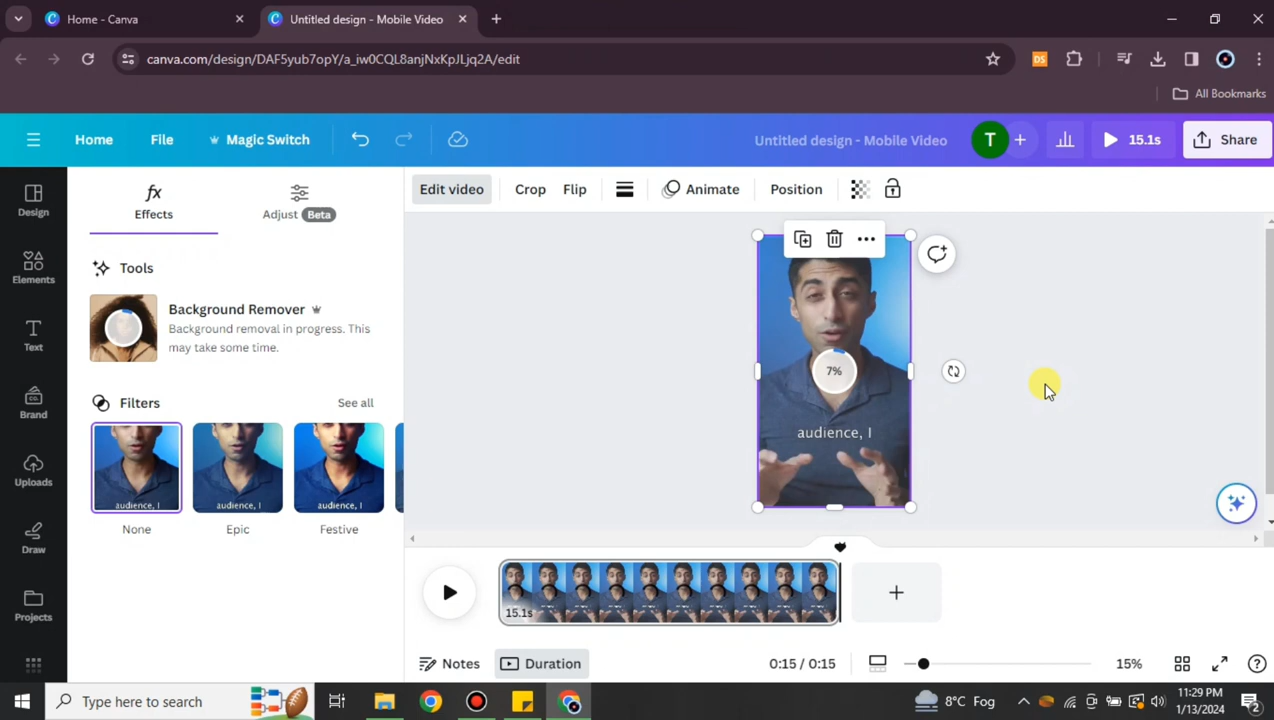 Home - Canva
Untitled design - Mobile Video
canva.com/design/DAF5yub7opY/a_iw0CQL8anjNxKpJLjq2A/edit
DS
All Bookmarks
Home
File
Magic Switch
Untitled design - Mobile Video
T
15.1s
Share
Design
Elements
Text
Brand
Uploads
Draw
Projects
fx
Effects
Adjust Beta
Tools
Background Remover
Background removal in progress. This
may take some time.
Filters
See all
audience, I
audience, I
audience, I
None
Epic
Festive
Edit video
Crop
Flip
Animate
Position
7%
audience, I
15.1s
Notes
Duration
0:15 / 0:15
15%
Type here to search
8°C Fog
11:29 PM
1/13/2024
2